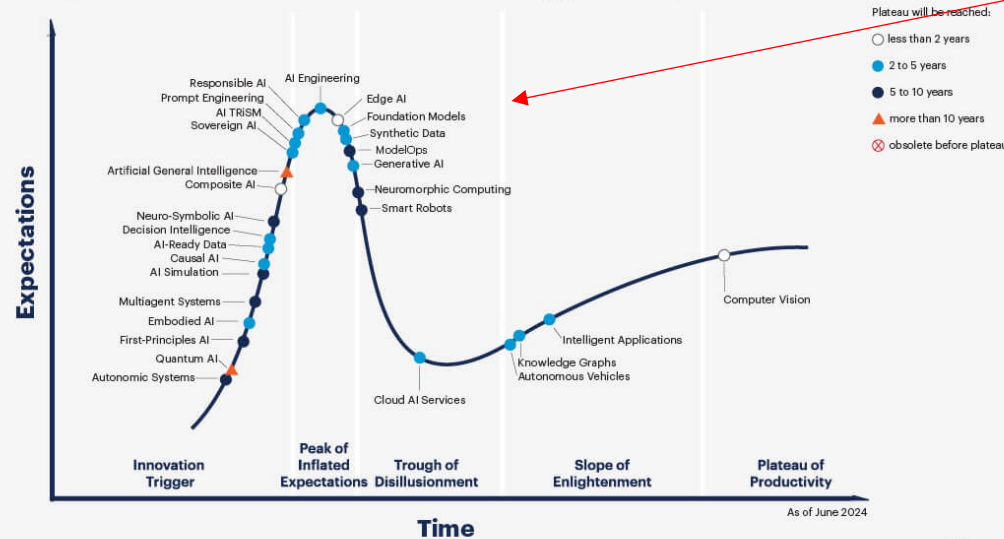 Plateau will be reached:
less than 2 years
2 to 5 years
5 to 10 years
more than 10 years
obsolete before plateau
Expectations
AI Engineering
Responsible AI
Prompt Engineering
AI TRiSM
Sovereign AI
Artificial General Intelligence
Composite AI
Neuro-Symbolic AI
Decision Intelligence
AI-Ready Data
Causal AI
AI Simulation
Multiagent Systems
Embodied AI
First-Principles AI
Quantum AI
Autonomic Systems
Edge AI
Foundation Models
Synthetic Data
ModelOps
Generative AI
Neuromorphic Computing
Smart Robots
Cloud AI Services
Intelligent Applications
Knowledge Graphs
Autonomous Vehicles
Computer Vision
Innovation
Trigger
Peak of
Inflated
Expectations
Trough of
Disillusionment
Slope of
Enlightenment
Plateau of
Productivity
As of June 2024
Time